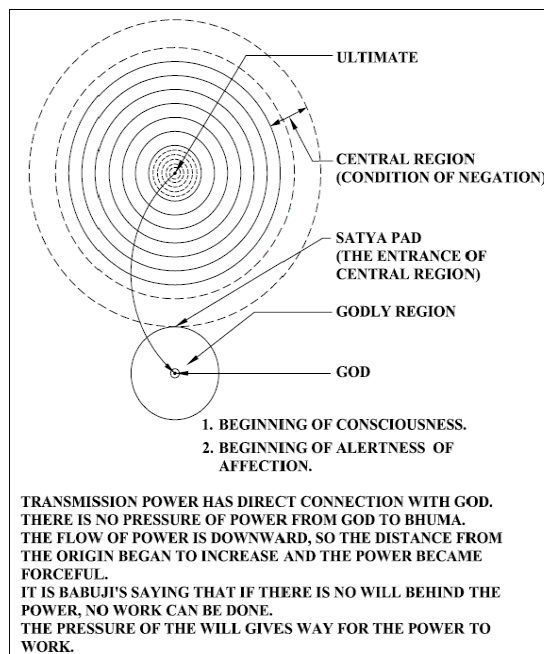 ULTIMATE
CENTRAL REGION
(CONDITION OF NEGATION)
SATYA PAD
(THE ENTRANCE OF
CENTRAL REGION)
GODLY REGION
GOD
1. BEGINNING OF CONSCIOUSNESS.
2. BEGINNING OF ALERTNESS OF
AFFECTION.
TRANSMISSION POWER HAS DIRECT CONNECTION WITH GOD.
THERE IS NO PRESSURE OF POWER FROM GOD TO BHUMA.
THE FLOW OF POWER IS DOWNWARD, SO THE DISTANCE FROM
THE ORIGIN BEGAN TO INCREASE AND THE POWER BECAME
FORCEFUL.
IT IS BABUJI'S SAYING THAT IF THERE IS NO WILL BEHIND THE
POWER, NO WORK CAN BE DONE.
THE PRESSURE OF THE WILL GIVES WAY FOR THE POWER TO
WORK.